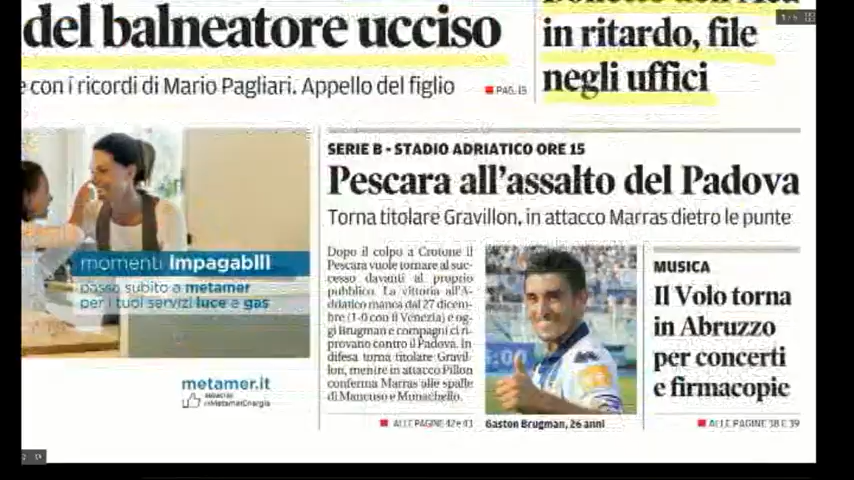 del balneatore ucciso
e con i ricordi di Mario Pagliari. Appello del figlio
PAG. 15
in ritardo, file
negli uffici
momenti impagabili
passa subito a metamer
per i tuoi servizi luce e gas
metamer.it
SERIE B - STADIO ADRIATICO ORE 15
Pescara all'assalto del Padova
Torna titolare Gravillon, in attacco Marras dietro le punte
Dopo il colpo a Crotone il
Pescara vuole tornare al suc-
cesso davanti al proprio
pubblico. La vittoria all'A-
driatico manca dal 27 dicem-
bre (1-0 con il Venezia) e og-
gi Brugman e compagni ci ri-
provano contro il Padova. In
difesa torna titolare Gravil-
lon, mentre in attacco Pillon
conferma Marras alle spalle
di Mancuso e Monachello.
ALLE PAGINE 42 e 43
Gaston Brugman, 26 anni
MUSICA
Il Volo torna
in Abruzzo
per concerti
e firmacopie
ALLE PAGINE 38 E 39